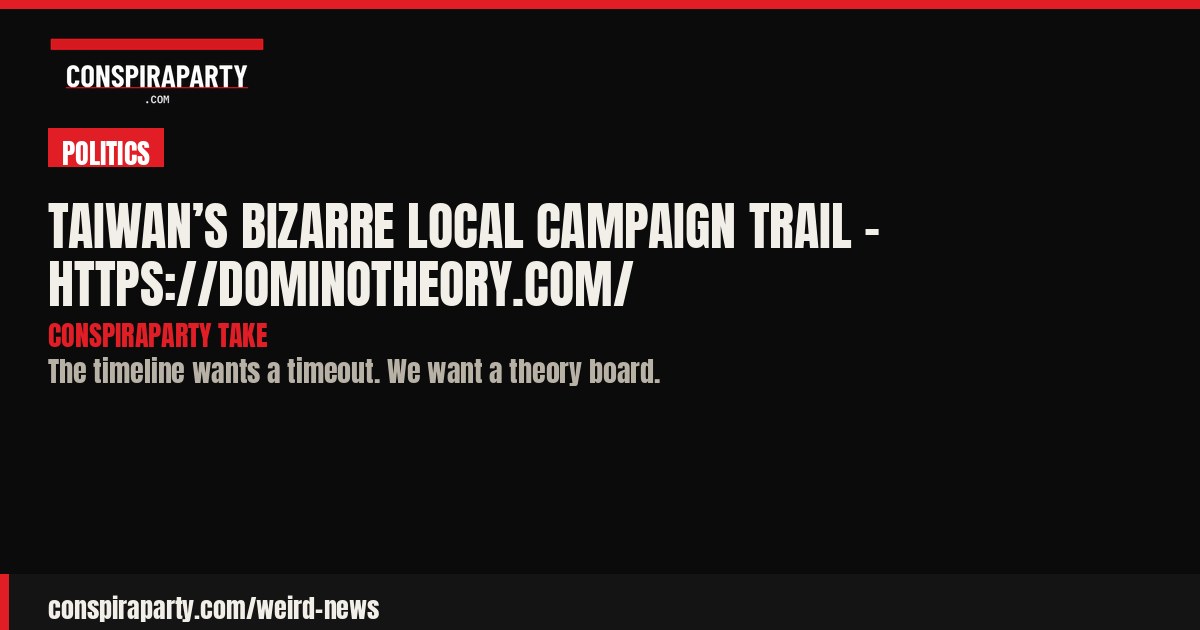 CONSPIRAPARTY
.COM
POLITICS
TAIWAN’S BIZARRE LOCAL CAMPAIGN TRAIL -
HTTPS://DOMINOTHEORY.COM/
CONSPIRAPARTY TAKE
The timeline wants a timeout. We want a theory board.
conspiraparty.com/weird-news